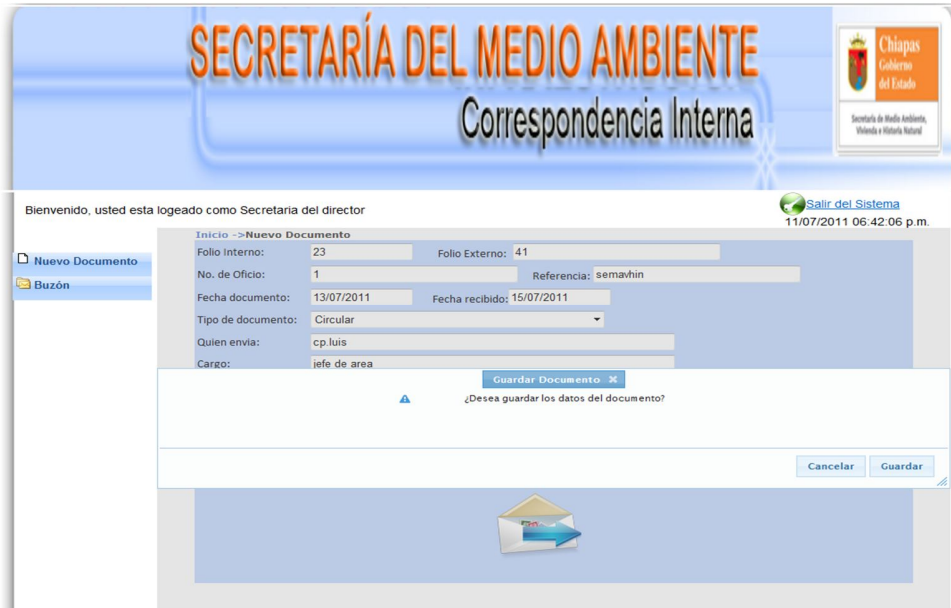 SECRETARÍA DEL MEDIO AMBIENTE
Correspondencia Interna
Chiapas
Gobierno
del Estado
Secretaría de Medio Ambiente,
Vivienda e Historia Natural
Bienvenido, usted esta logeado como Secretaria del director
Salir del Sistema
11/07/2011 06:42:06 p.m.
Nuevo Documento
Buzón
Inicio ->Nuevo Documento
Folio Interno: 23 Folio Externo: 41
No. de Oficio: 1 Referencia: semavhin
Fecha documento: 13/07/2011 Fecha recibido: 15/07/2011
Tipo de documento: Circular
Quien envia: cp.luis
Cargo: jefe de area
Guardar Documento
¿Desea guardar los datos del documento?
Cancelar Guardar